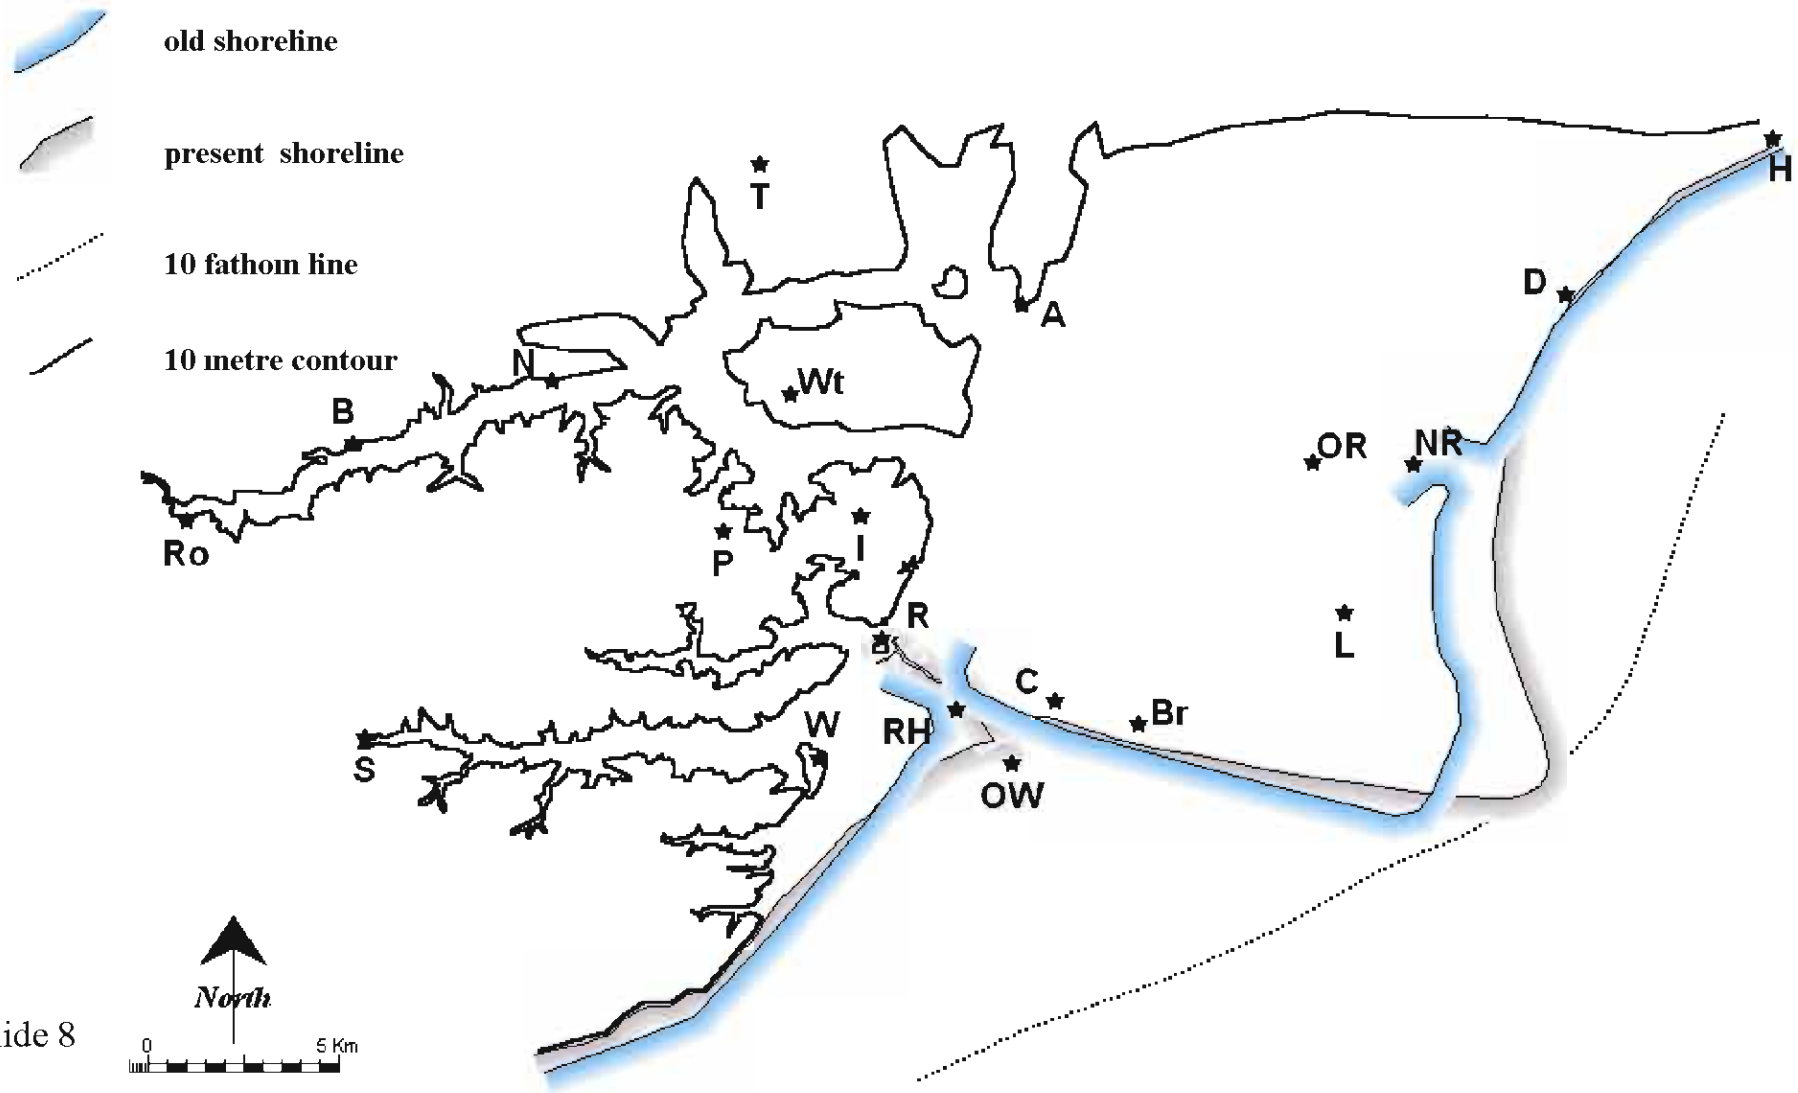 old shoreline
present shoreline
10 fathom line
10 metre contour
T
H
D
A
N
Wt
B
OR
NR
Ro
P
I
R
L
C
Br
RH
W
S
OW
North
ide 8
0
5 Km